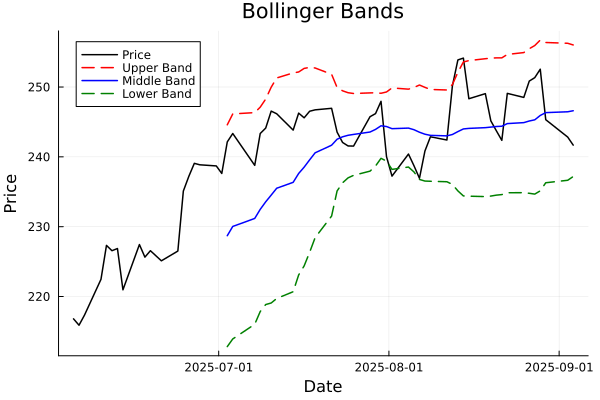 Bollinger Bands
Price
Upper Band
Middle Band
Lower Band
250
240
230
220
Price
2025-07-01
2025-08-01
2025-09-01
Date